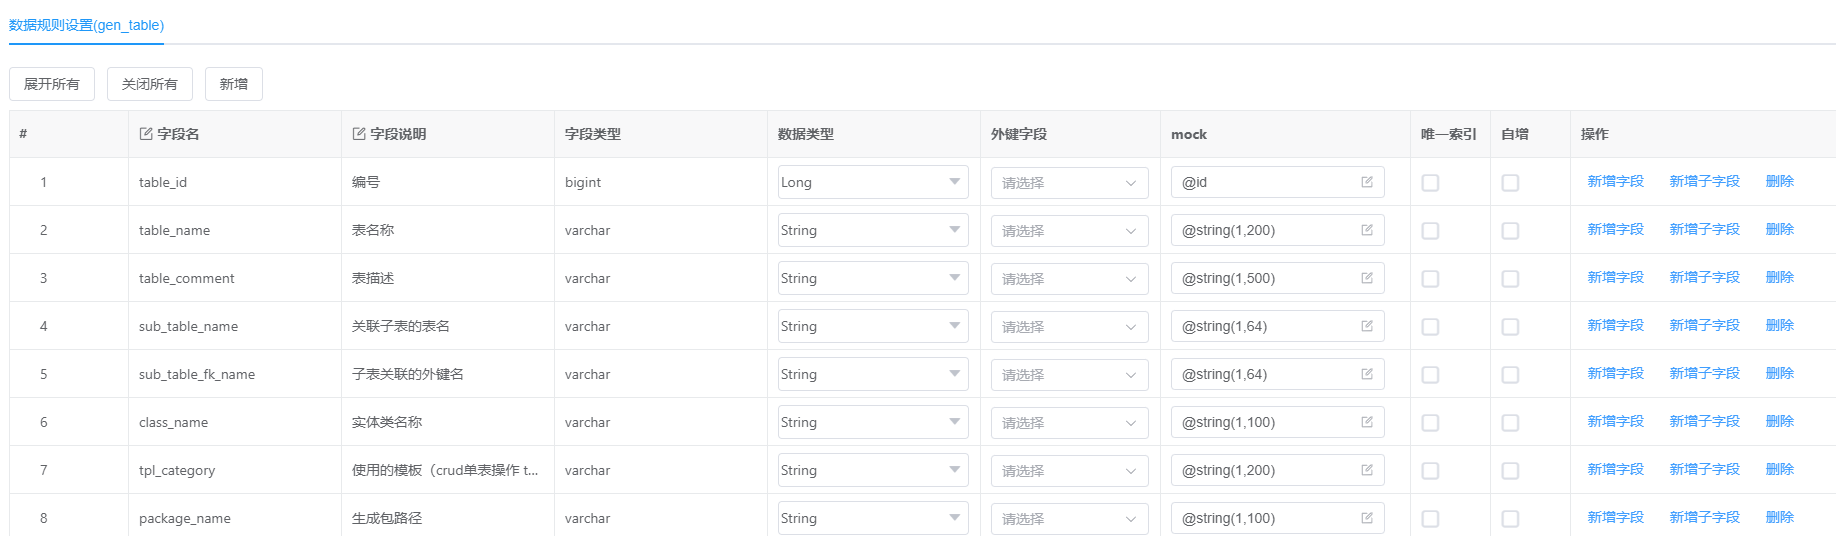 数据规则设置(gen_table)
展开所有 关闭所有 新增
# 字段名 字段说明 字段类型 数据类型 外键字段 mock 唯一索引 自增 操作
1 table_id 编号 bigint Long 请选择 @id 新增字段 新增子字段 删除
2 table_name 表名称 varchar String 请选择 @string(1,200) 新增字段 新增子字段 删除
3 table_comment 表描述 varchar String 请选择 @string(1,500) 新增字段 新增子字段 删除
4 sub_table_name 关联子表的表名 varchar String 请选择 @string(1,64) 新增字段 新增子字段 删除
5 sub_table_fk_name 子表关联的外键名 varchar String 请选择 @string(1,64) 新增字段 新增子字段 删除
6 class_name 实体类名称 varchar String 请选择 @string(1,100) 新增字段 新增子字段 删除
7 tpl_category 使用的模板（crud单表操作 t... varchar String 请选择 @string(1,200) 新增字段 新增子字段 删除
8 package_name 生成包路径 varchar String 请选择 @string(1,100) 新增字段 新增子字段 删除